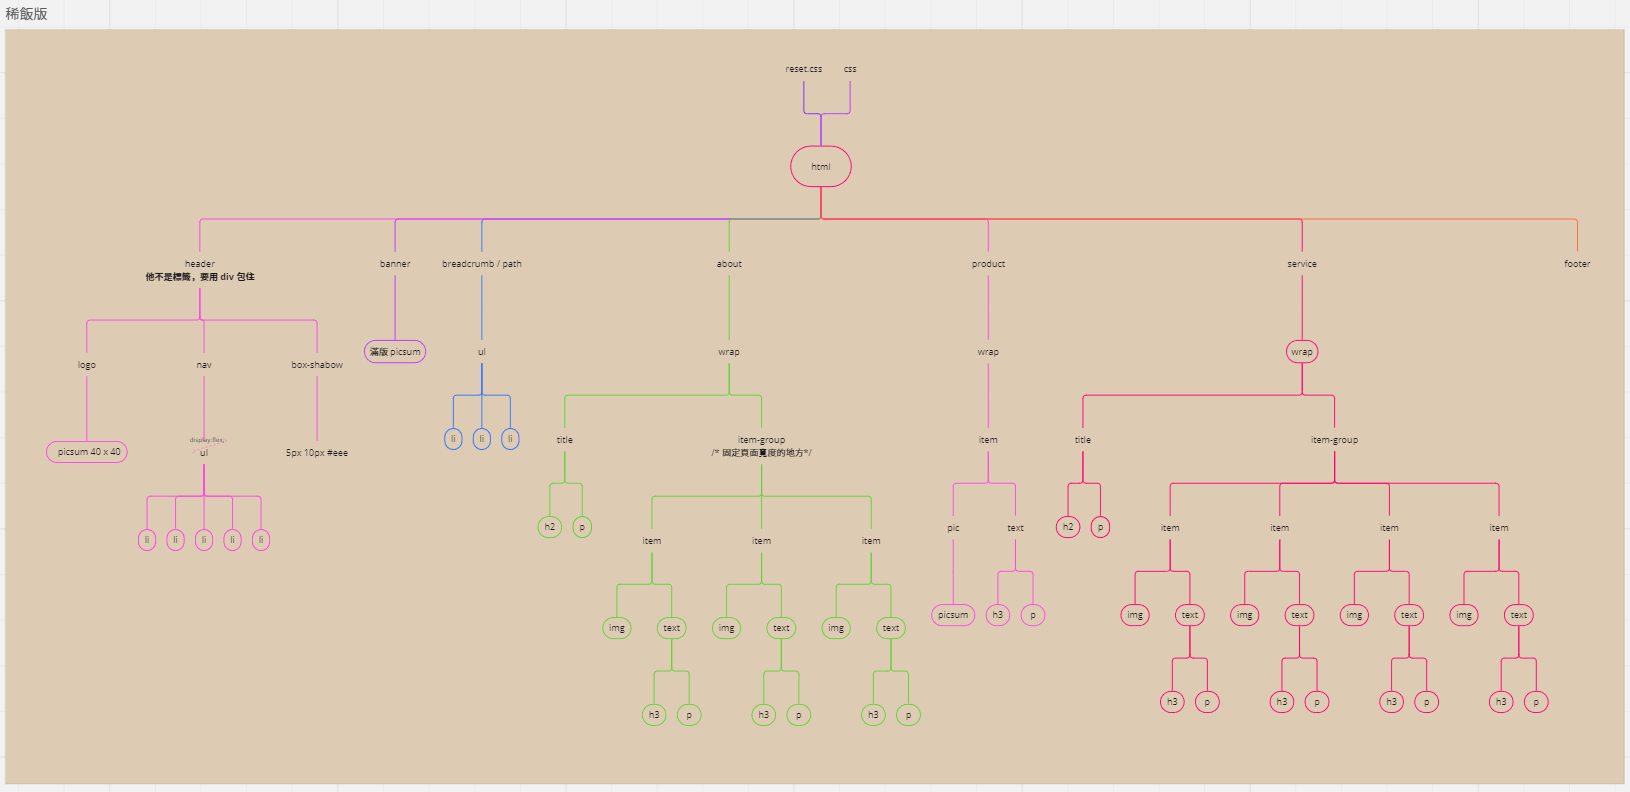 稀飯版
reset.css css
html
header banner breadcrumb / path about product service footer
他不是標籤，要用 div 包住
滿版 picsum ul wrap wrap wrap
logo nav box-shabow
li li li title item-group item title item-group
display:flex;
picsum 40 x 40 ul 5px 10px #eee /* 固定頁面寬度的地方*/
h2 p pic text h2 p item item item item
li li li li li item item item
picsum h3 p img text img text img text img text
img text img text img text
h3 p h3 p h3 p h3 p
h3 p h3 p h3 p